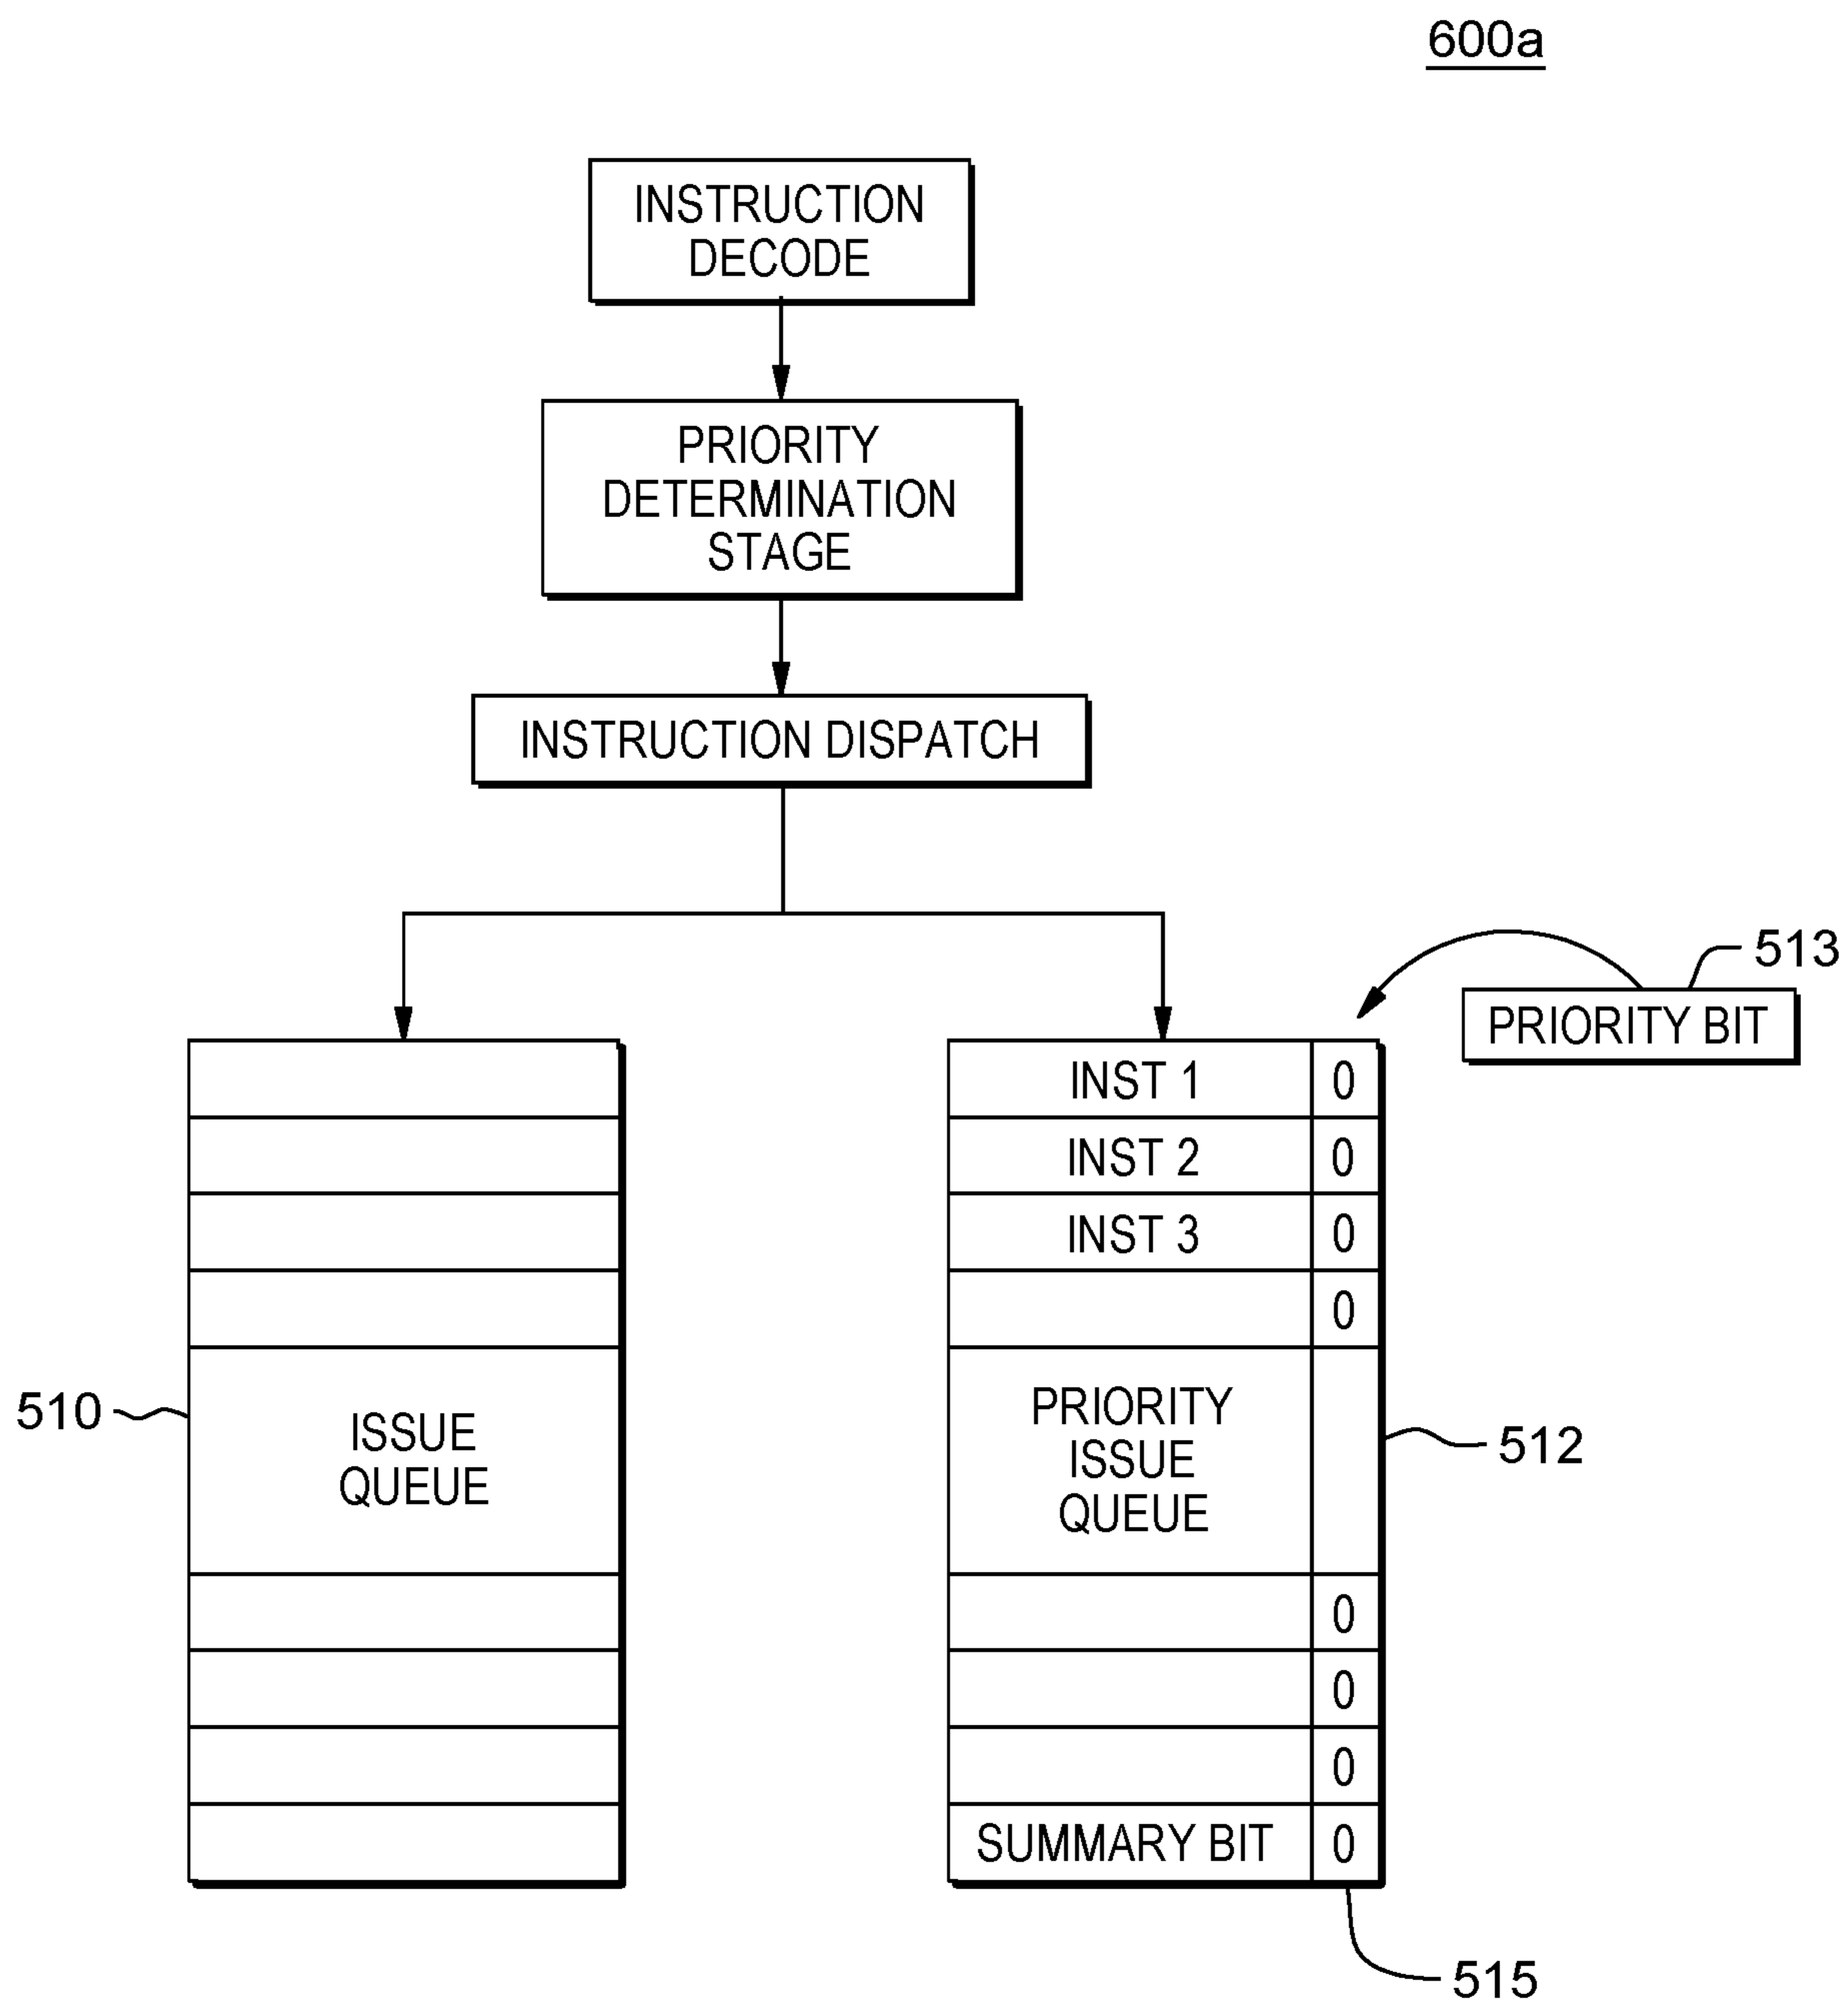 600a
INSTRUCTION
DECODE
PRIORITY
DETERMINATION
STAGE
INSTRUCTION DISPATCH
513
PRIORITY BIT
INST 1 0
INST 2 0
INST 3 0
0
510
ISSUE
QUEUE
PRIORITY
ISSUE
QUEUE
512
0
0
0
SUMMARY BIT 0
515